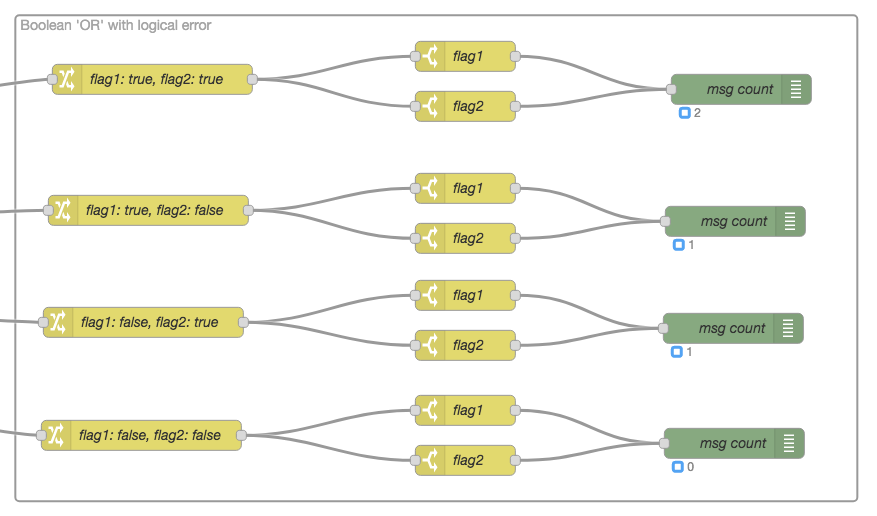 Boolean 'OR' with logical error
flag1: true, flag2: true
flag1
flag2
msg count
2
flag1: true, flag2: false
flag1
flag2
msg count
1
flag1: false, flag2: true
flag1
flag2
msg count
1
flag1: false, flag2: false
flag1
flag2
msg count
0